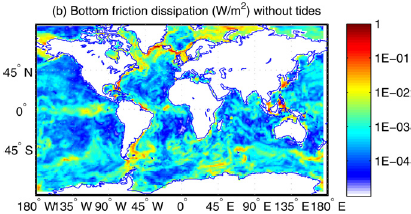 (b) Bottom friction dissipation (W/m²) without tides
1
1E−01
1E−02
1E−03
1E−04
45° N
0°
45° S
180° W135° W 90° W 45° W 0° 45° E 90° E 135° E 180° E